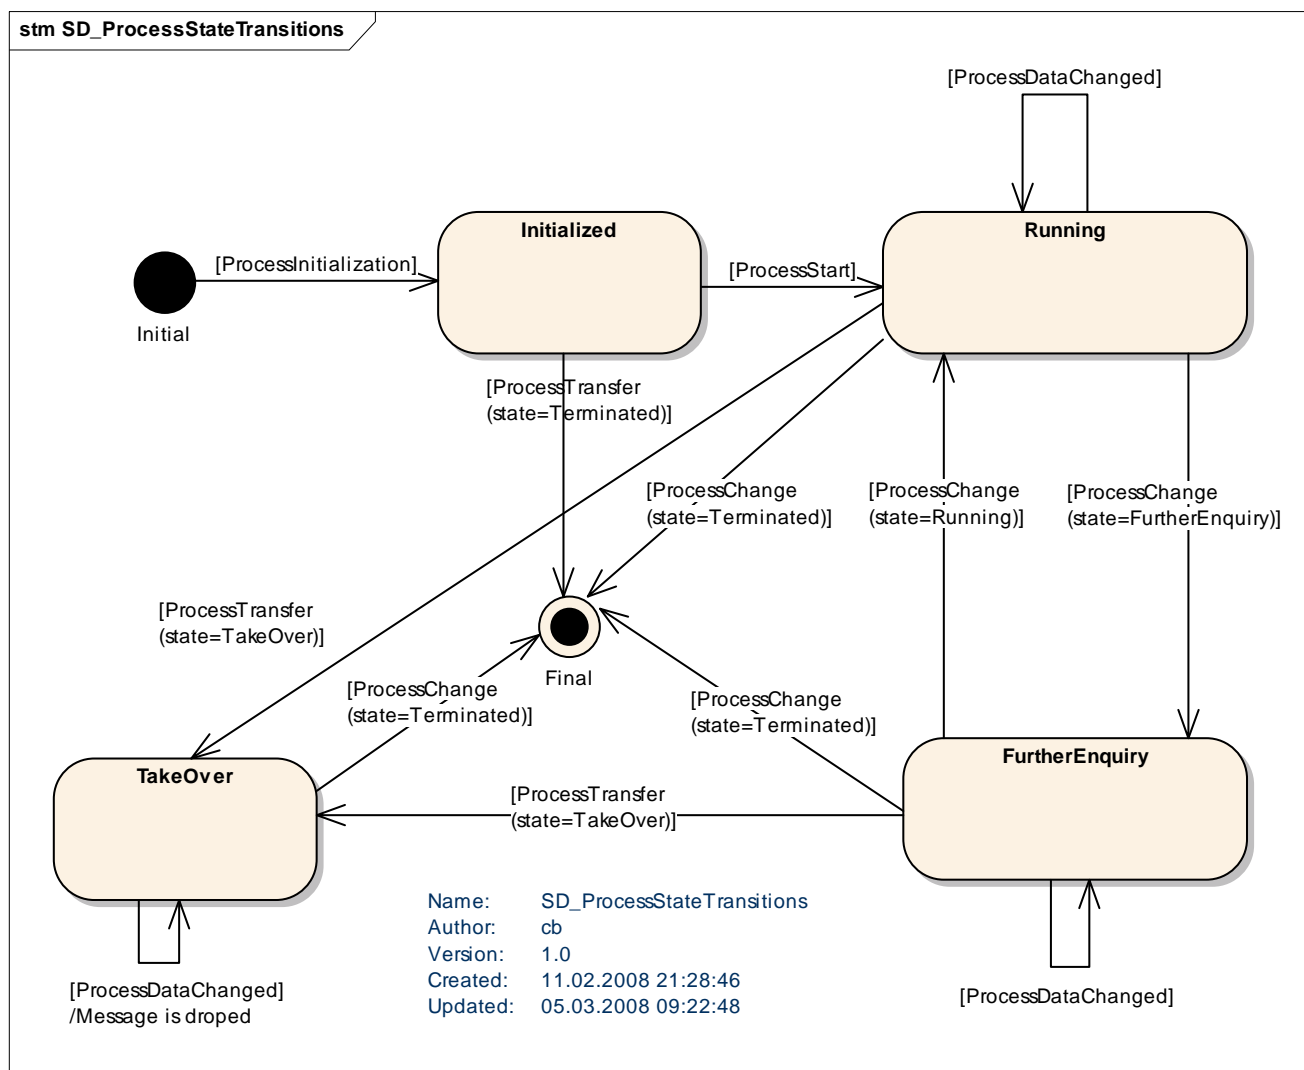 stm SD_ProcessStateTransitions
[ProcessDataChanged]
Initialized
Running
[ProcessInitialization]
[ProcessStart]
Initial
[ProcessTransfer
(state=Terminated)]
[ProcessChange
(state=Terminated)]
[ProcessChange
(state=Running)]
[ProcessChange
(state=FurtherEnquiry)]
[ProcessTransfer
(state=TakeOver)]
Final
[ProcessChange
(state=Terminated)]
[ProcessChange
(state=Terminated)]
TakeOver
FurtherEnquiry
[ProcessTransfer
(state=TakeOver)]
Name: SD_ProcessStateTransitions
Author: cb
Version: 1.0
Created: 11.02.2008 21:28:46
Updated: 05.03.2008 09:22:48
[ProcessDataChanged]
/Message is droped
[ProcessDataChanged]